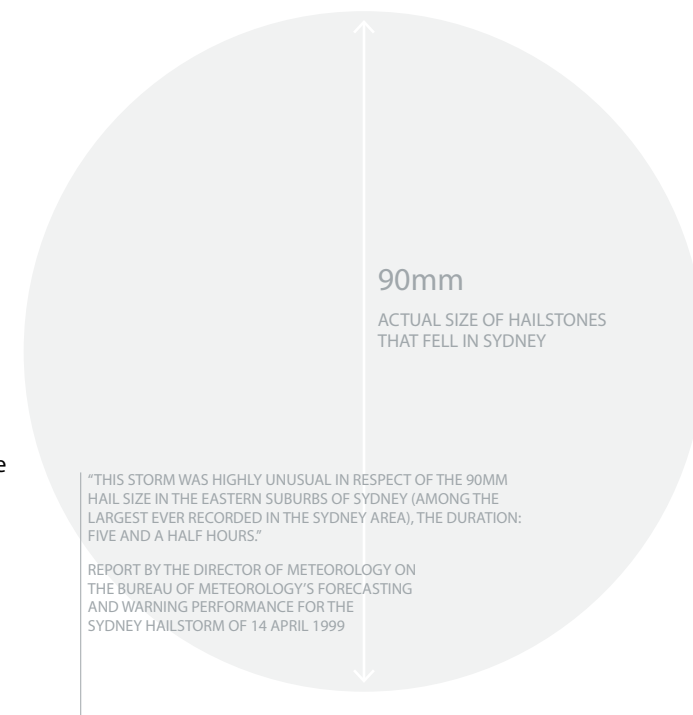 90mm
ACTUAL SIZE OF HAILSTONES
THAT FELL IN SYDNEY
e
“THIS STORM WAS HIGHLY UNUSUAL IN RESPECT OF THE 90MM
HAIL SIZE IN THE EASTERN SUBURBS OF SYDNEY (AMONG THE
LARGEST EVER RECORDED IN THE SYDNEY AREA), THE DURATION:
FIVE AND A HALF HOURS.”
REPORT BY THE DIRECTOR OF METEOROLOGY ON
THE BUREAU OF METEOROLOGY’S FORECASTING
AND WARNING PERFORMANCE FOR THE
SYDNEY HAILSTORM OF 14 APRIL 1999